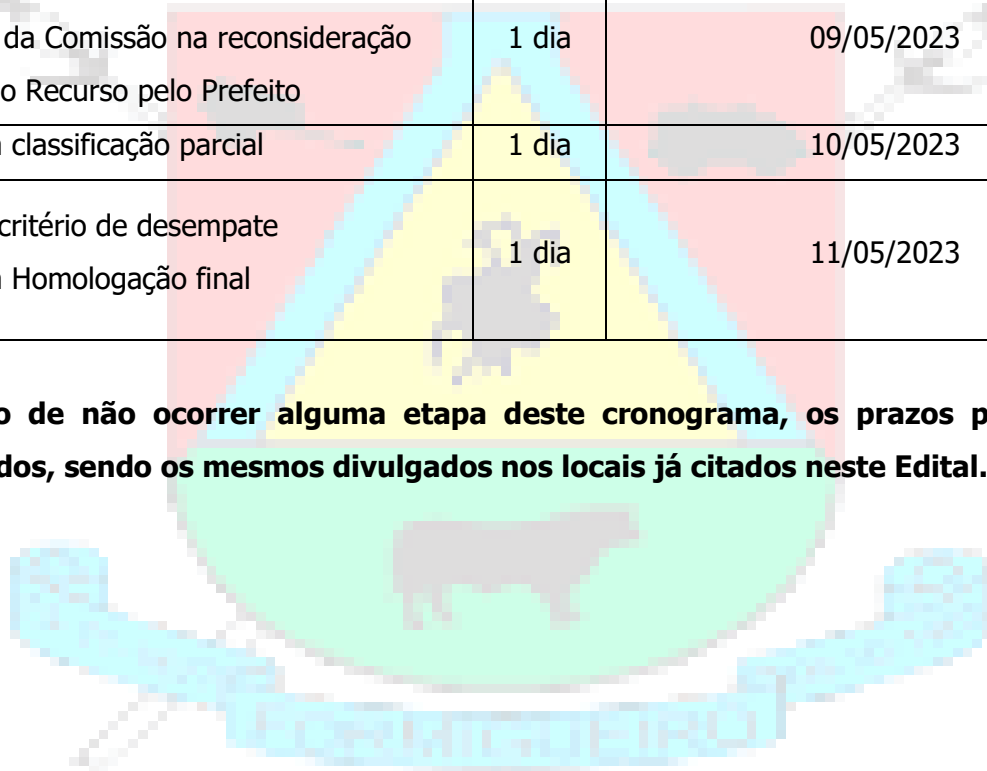 da Comissão na reconsideração
o Recurso pelo Prefeito
1 dia
09/05/2023
classificação parcial
1 dia
10/05/2023
critério de desempate
Homologação final
1 dia
11/05/2023
o de não ocorrer alguma etapa deste cronograma, os prazos p
dos, sendo os mesmos divulgados nos locais já citados neste Edital.
FORMIGUEIRO